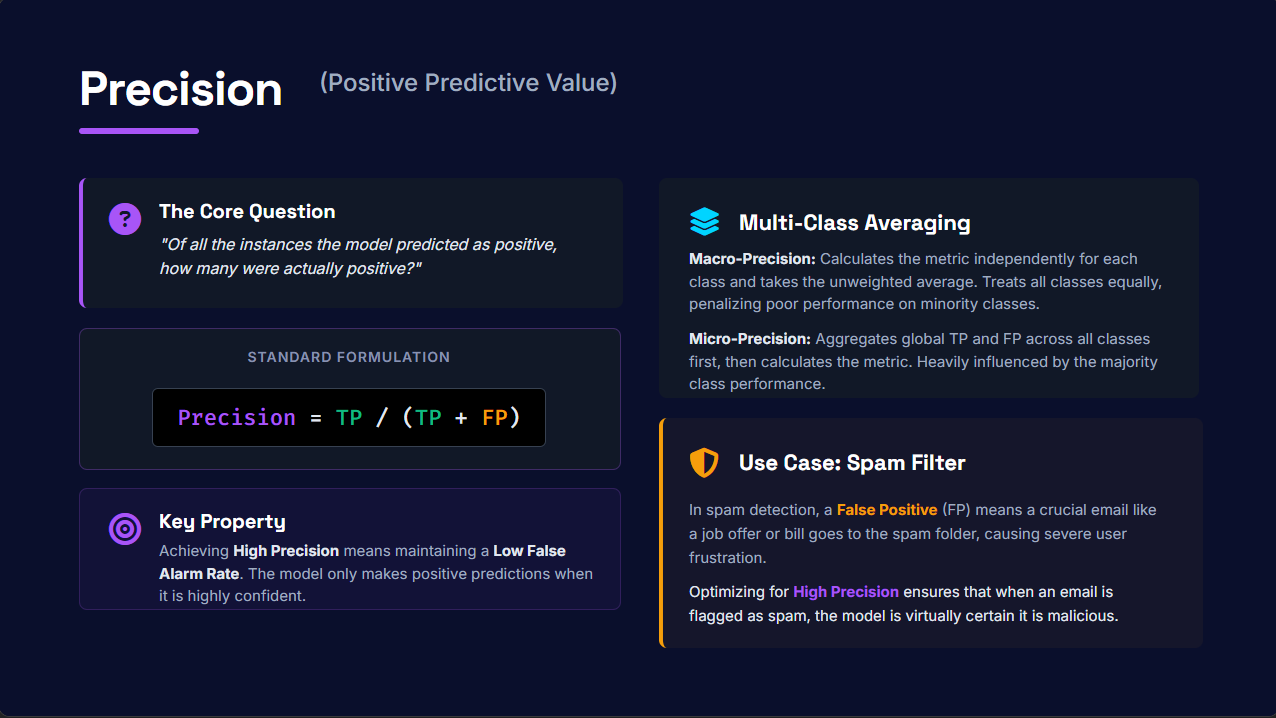 Precision
(Positive Predictive Value)
The Core Question
"Of all the instances the model predicted as positive,
how many were actually positive?"
STANDARD FORMULATION
Precision = TP / (TP + FP)
Key Property
Achieving High Precision means maintaining a Low False
Alarm Rate. The model only makes positive predictions when
it is highly confident.
Multi-Class Averaging
Macro-Precision: Calculates the metric independently for each
class and takes the unweighted average. Treats all classes equally,
penalizing poor performance on minority classes.
Micro-Precision: Aggregates global TP and FP across all classes
first, then calculates the metric. Heavily influenced by the majority
class performance.
Use Case: Spam Filter
In spam detection, a False Positive (FP) means a crucial email like
a job offer or bill goes to the spam folder, causing severe user
frustration.
Optimizing for High Precision ensures that when an email is
flagged as spam, the model is virtually certain it is malicious.